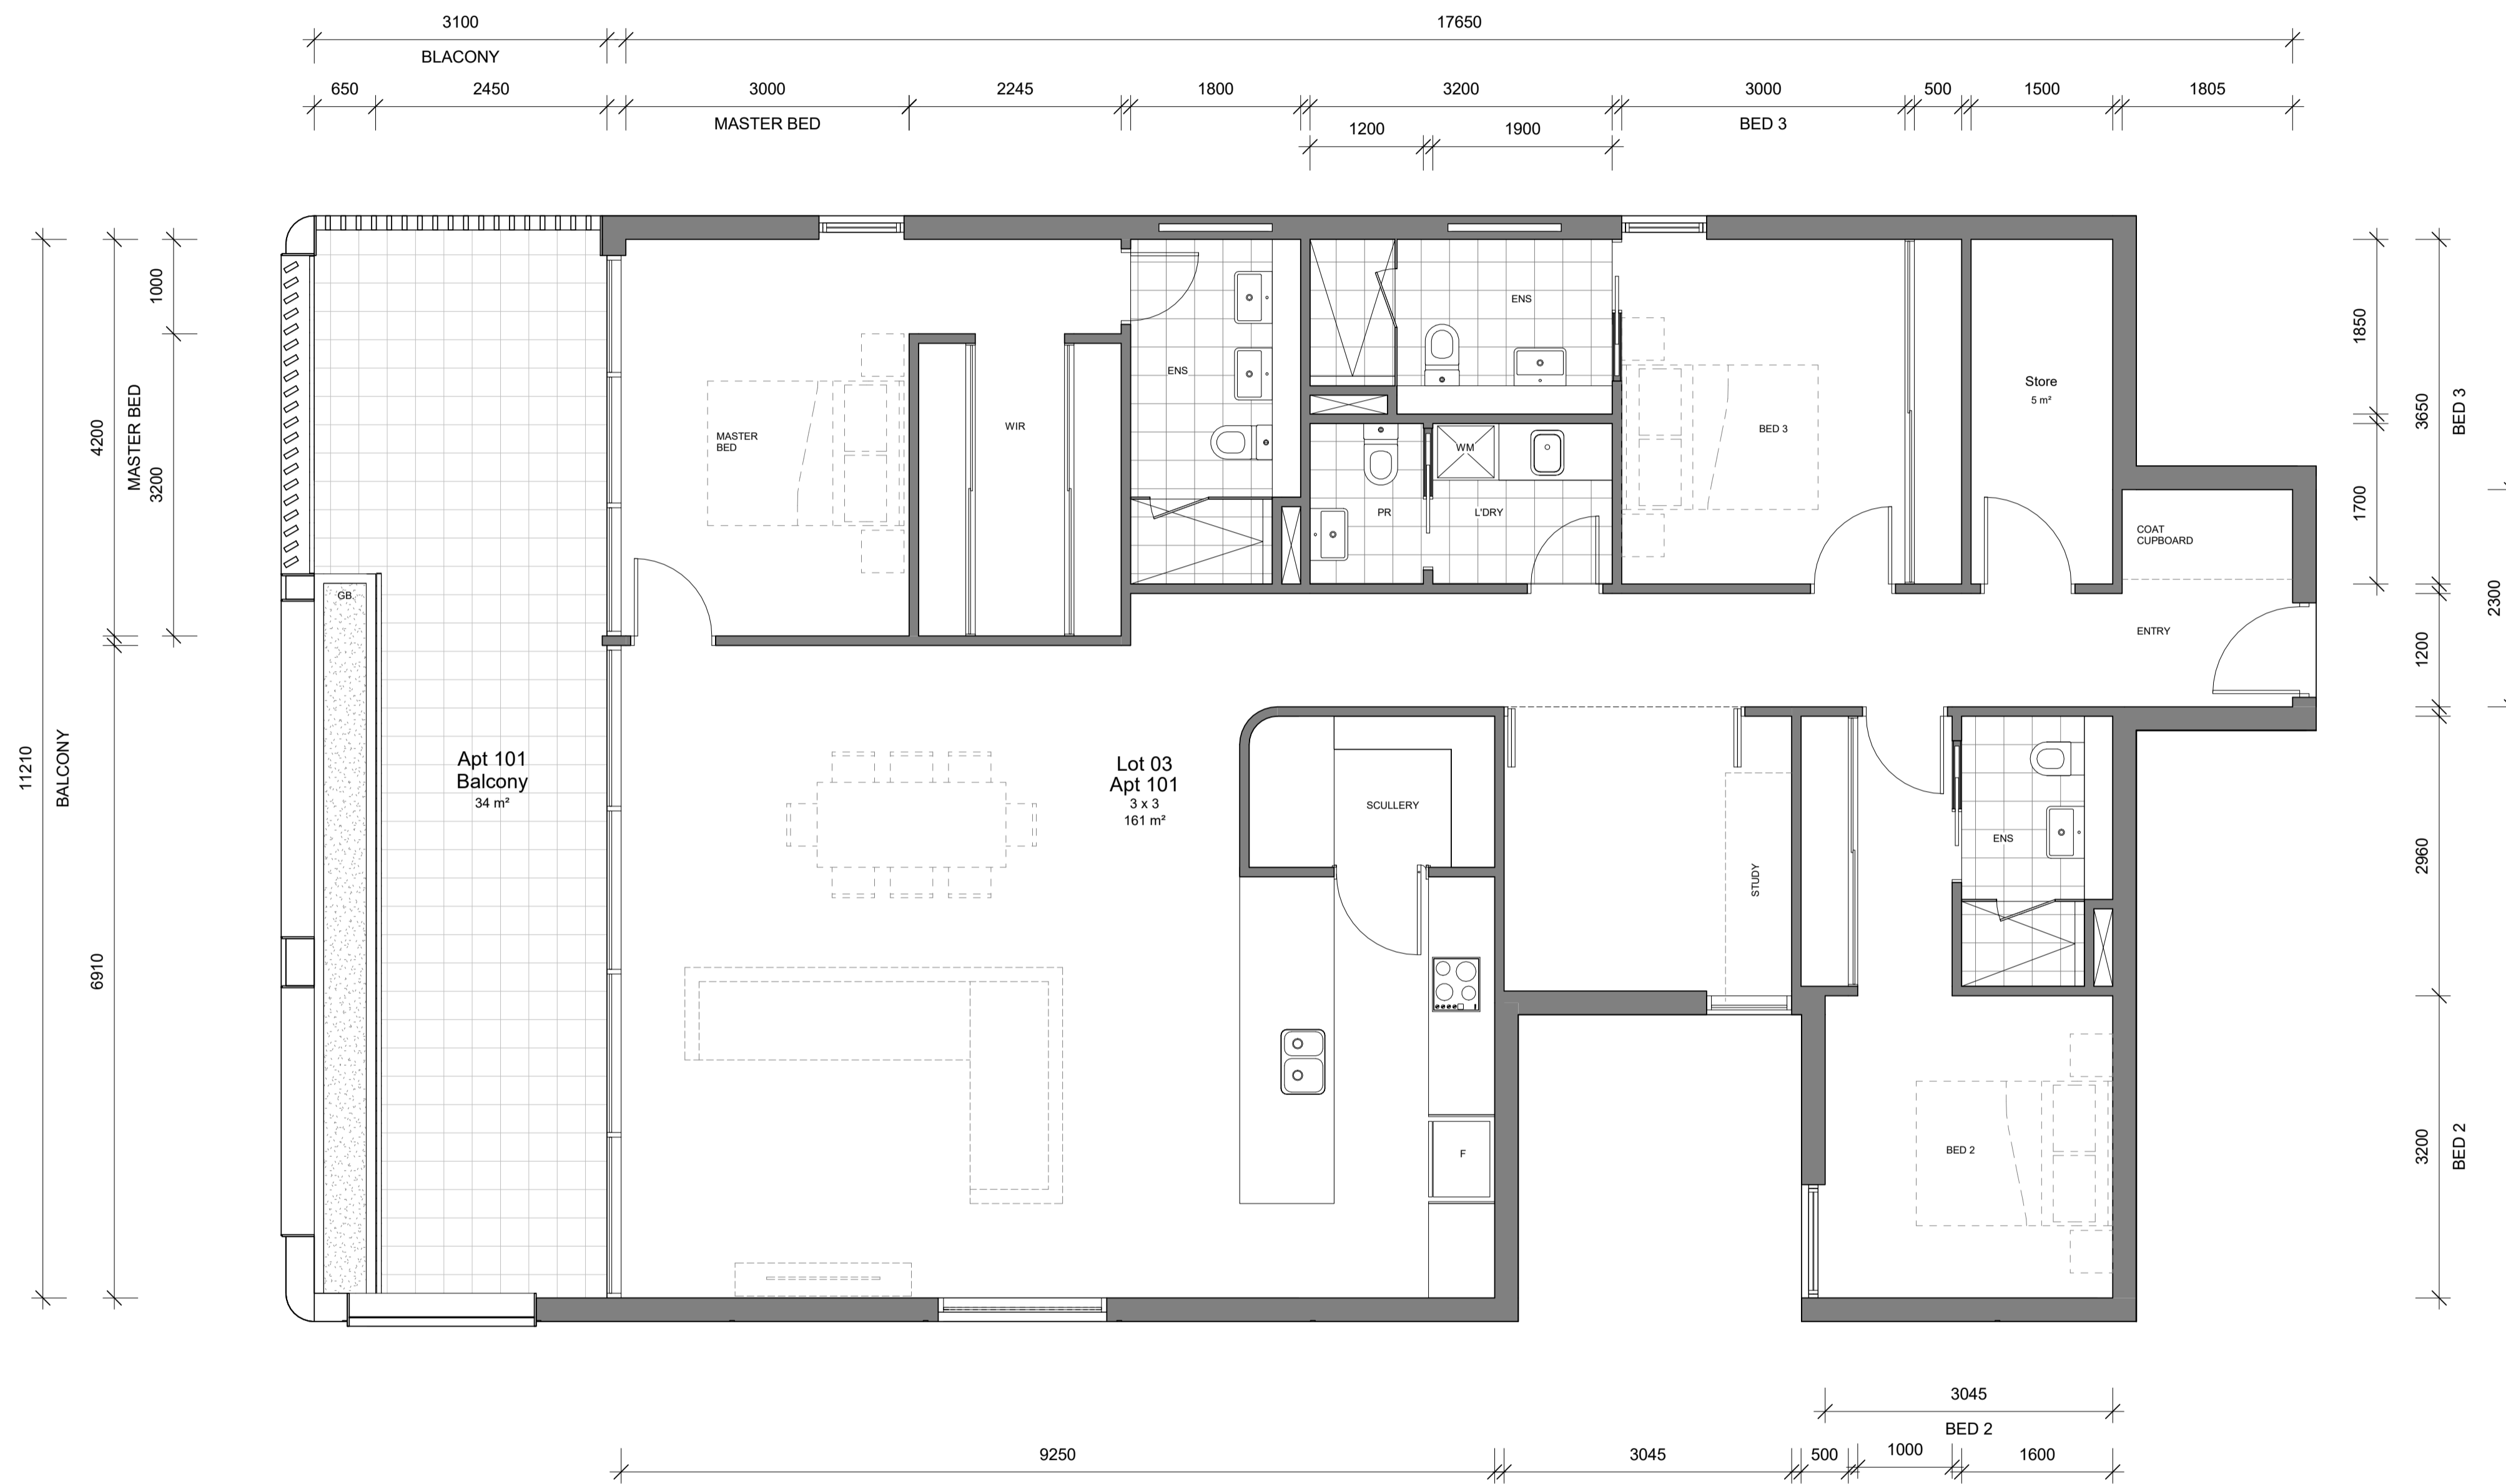 3100
17650
BLACONY
650
2450
3000
2245
1800
3200
3000
500
1500
1805
MASTER BED
BED 3
1200
1900
1000
4200
MASTER BED
3200
11210
BALCONY
6910
1850
1700
3650
BED 3
2300
1200
2960
3200
BED 2
ENS
ENS
MASTER
BED
WIR
Store
5 m²
BED 3
WM
PR
L'DRY
COAT
CUPBOARD
GB
ENTRY
Apt 101
Balcony
34 m²
Lot 03
Apt 101
3 x 3
161 m²
SCULLERY
STUDY
ENS
BED 2
F
3045
BED 2
9250
3045
500
1000
1600